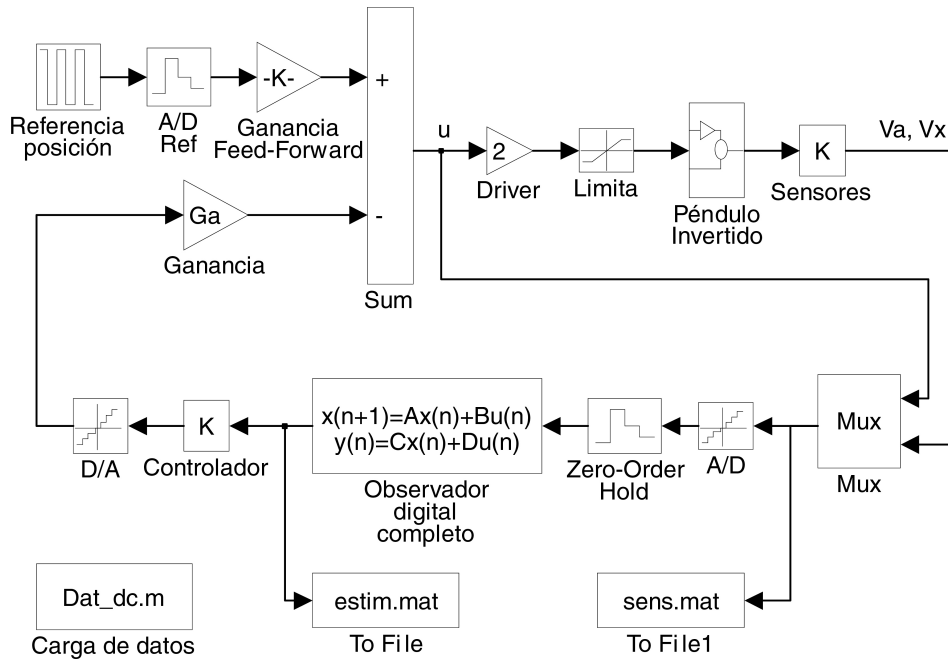 Referencia
posición
A/D
Ref
-K-
Ganancia
Feed-Forward
+
-
Sum
Ga
Ganancia
u
2
Driver
Limita
Péndulo
Invertido
K
Sensores
Va, Vx
Mux
Mux
A/D
Zero-Order
Hold
x(n+1)=Ax(n)+Bu(n)
y(n)=Cx(n)+Du(n)
Observador
digital
completo
K
Controlador
D/A
Dat_dc.m
Carga de datos
estim.mat
To File
sens.mat
To File1